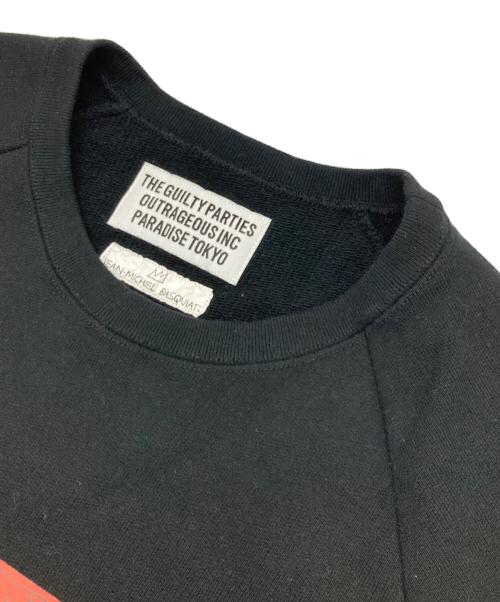 THE GUILTY PARTIES
OUTRAGEOUS INC
PARADISE TOKYO
JEAN-MICHEL BASQUIAT